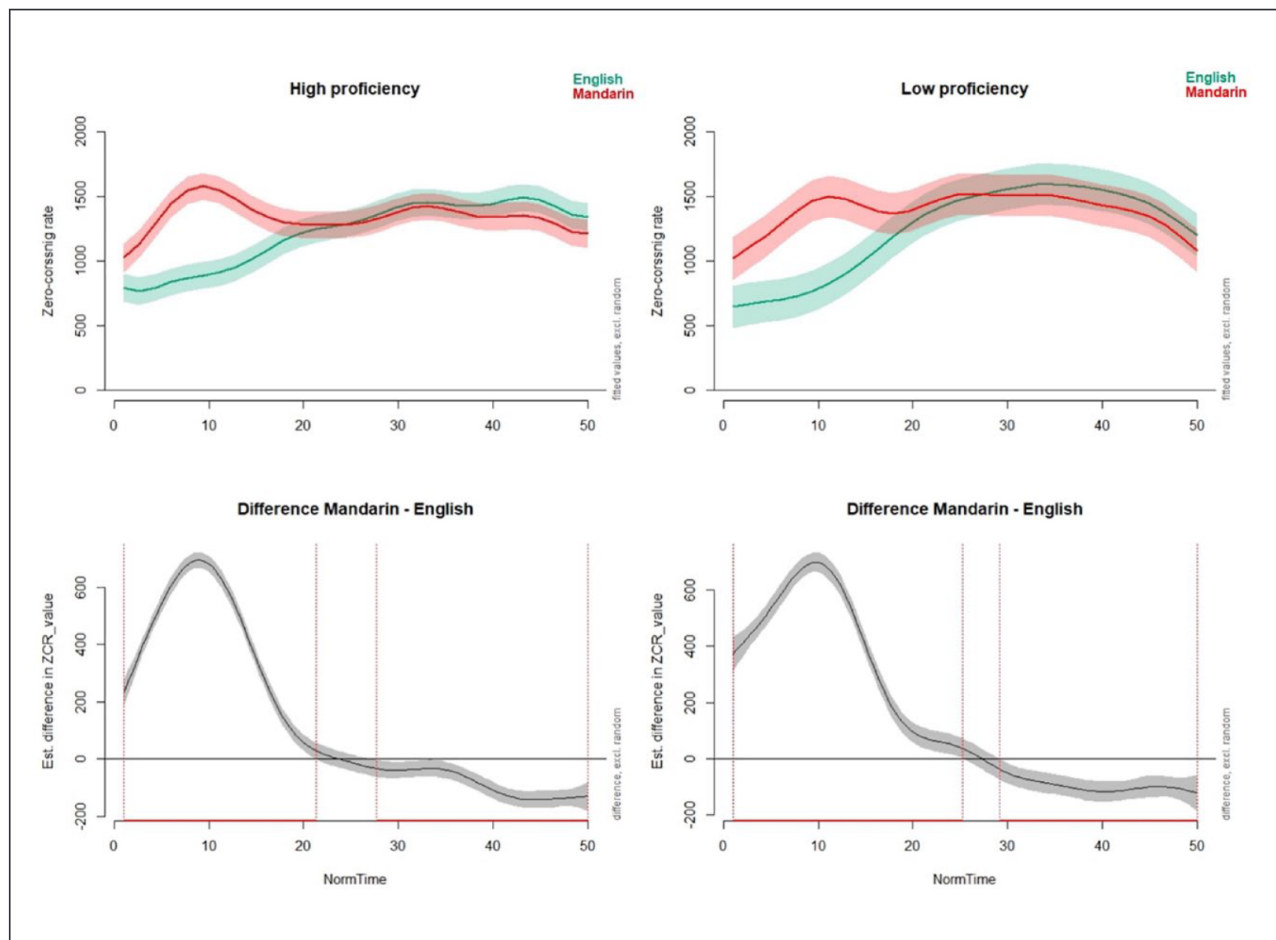 High proficiency
English
Mandarin
Zero-corssnig rate
2000
1500
1000
500
0
0 10 20 30 40 50
fitted values, excl. random
Low proficiency
English
Mandarin
Zero-corssnig rate
2000
1500
1000
500
0
0 10 20 30 40 50
fitted values, excl. random
Difference Mandarin - English
Est. difference in ZCR_value
600
400
200
0
-200
0 10 20 30 40 50
NormTime
difference, excl. random
Difference Mandarin - English
Est. difference in ZCR_value
600
400
200
0
-200
0 10 20 30 40 50
NormTime
difference, excl. random